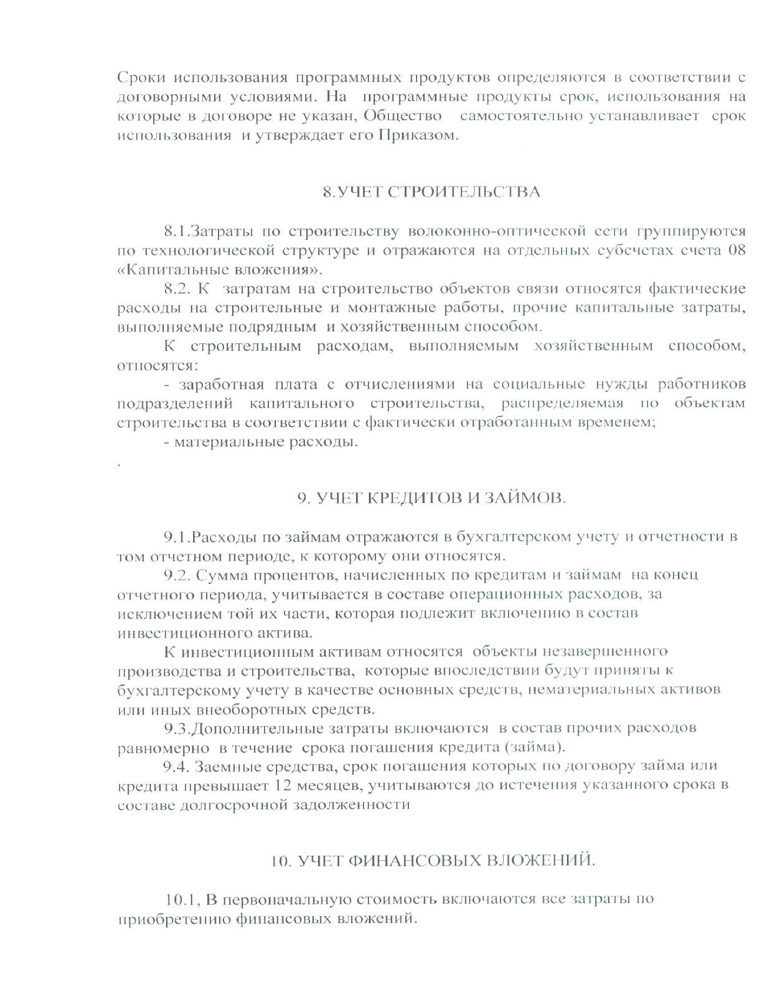 Сроки использования программных продуктов определяются в соответствии с
договорными условиями. На программные продукты срок, использования на
которые в договоре не указан, Общество самостоятельно устанавливает срок
использования и утверждает его Приказом.
8.УЧЕТ СТРОИТЕЛЬСТВА
8.1.Затраты по строительству волоконно-оптической сети группируются
по технологической структуре и отражаются на отдельных субсчетах счета 08
«Капитальные вложения».
8.2. К затратам на строительство объектов связи относятся фактические
расходы на строительные и монтажные работы, прочие капитальные затраты,
выполняемые подрядным и хозяйственным способом.
К строительным расходам, выполняемым хозяйственным способом,
относятся:
- заработная плата с отчислениями на социальные нужды работников
подразделений капитального строительства, распределяемая по объектам
строительства в соответствии с фактически отработанным временем;
- материальные расходы.
.
9. УЧЕТ КРЕДИТОВ И ЗАЙМОВ.
9.1.Расходы по займам отражаются в бухгалтерском учету и отчетности в
том отчетном периоде, к которому они относятся.
9.2. Сумма процентов, начисленных по кредитам и займам на конец
отчетного периода, учитывается в составе операционных расходов, за
исключением той их части, которая подлежит включению в состав
инвестиционного актива.
К инвестиционным активам относятся объекты незавершенного
производства и строительства, которые впоследствии будут приняты к
бухгалтерскому учету в качестве основных средств, нематериальных активов
или иных внеоборотных средств.
9.3.Дополнительные затраты включаются в состав прочих расходов
равномерно в течение срока погашения кредита (займа).
9.4. Заемные средства, срок погашения которых по договору займа или
кредита превышает 12 месяцев, учитываются до истечения указанного срока в
составе долгосрочной задолженности
10. УЧЕТ ФИНАНСОВЫХ ВЛОЖЕНИЙ.
10.1, В первоначальную стоимость включаются все затраты по
приобретению финансовых вложений.